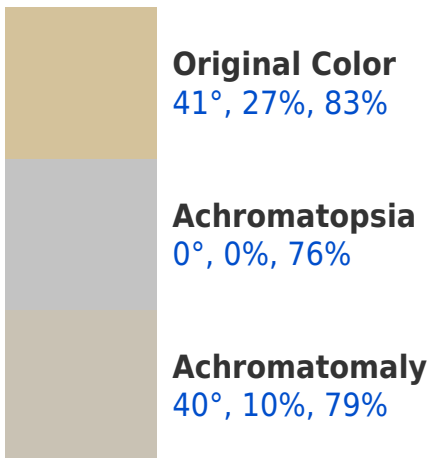 Original Color
41°, 27%, 83%
Achromatopsia
0°, 0%, 76%
Achromatomaly
40°, 10%, 79%